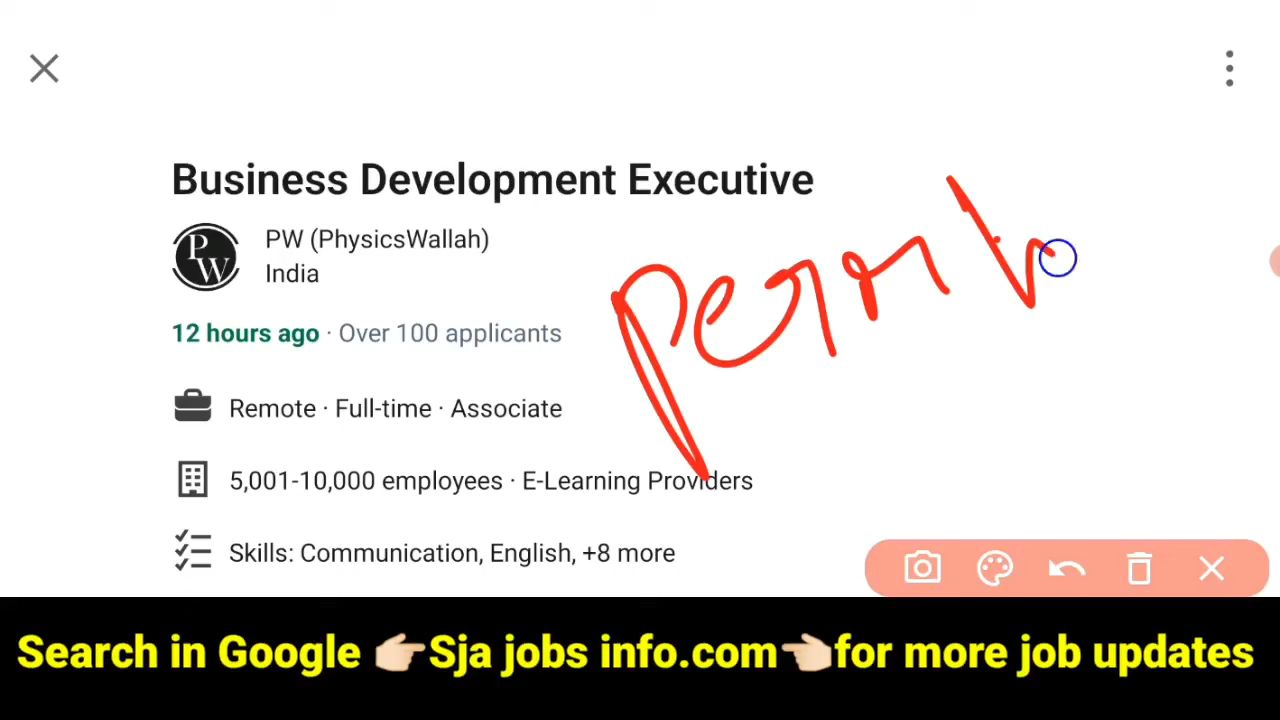 Business Development Executive
PW
PW (PhysicsWallah)
India
12 hours ago · Over 100 applicants
Remote · Full-time · Associate
5,001-10,000 employees · E-Learning Providers
Skills: Communication, English, +8 more
Search in Google 👉🏻Sja jobs info.com👈🏻for more job updates